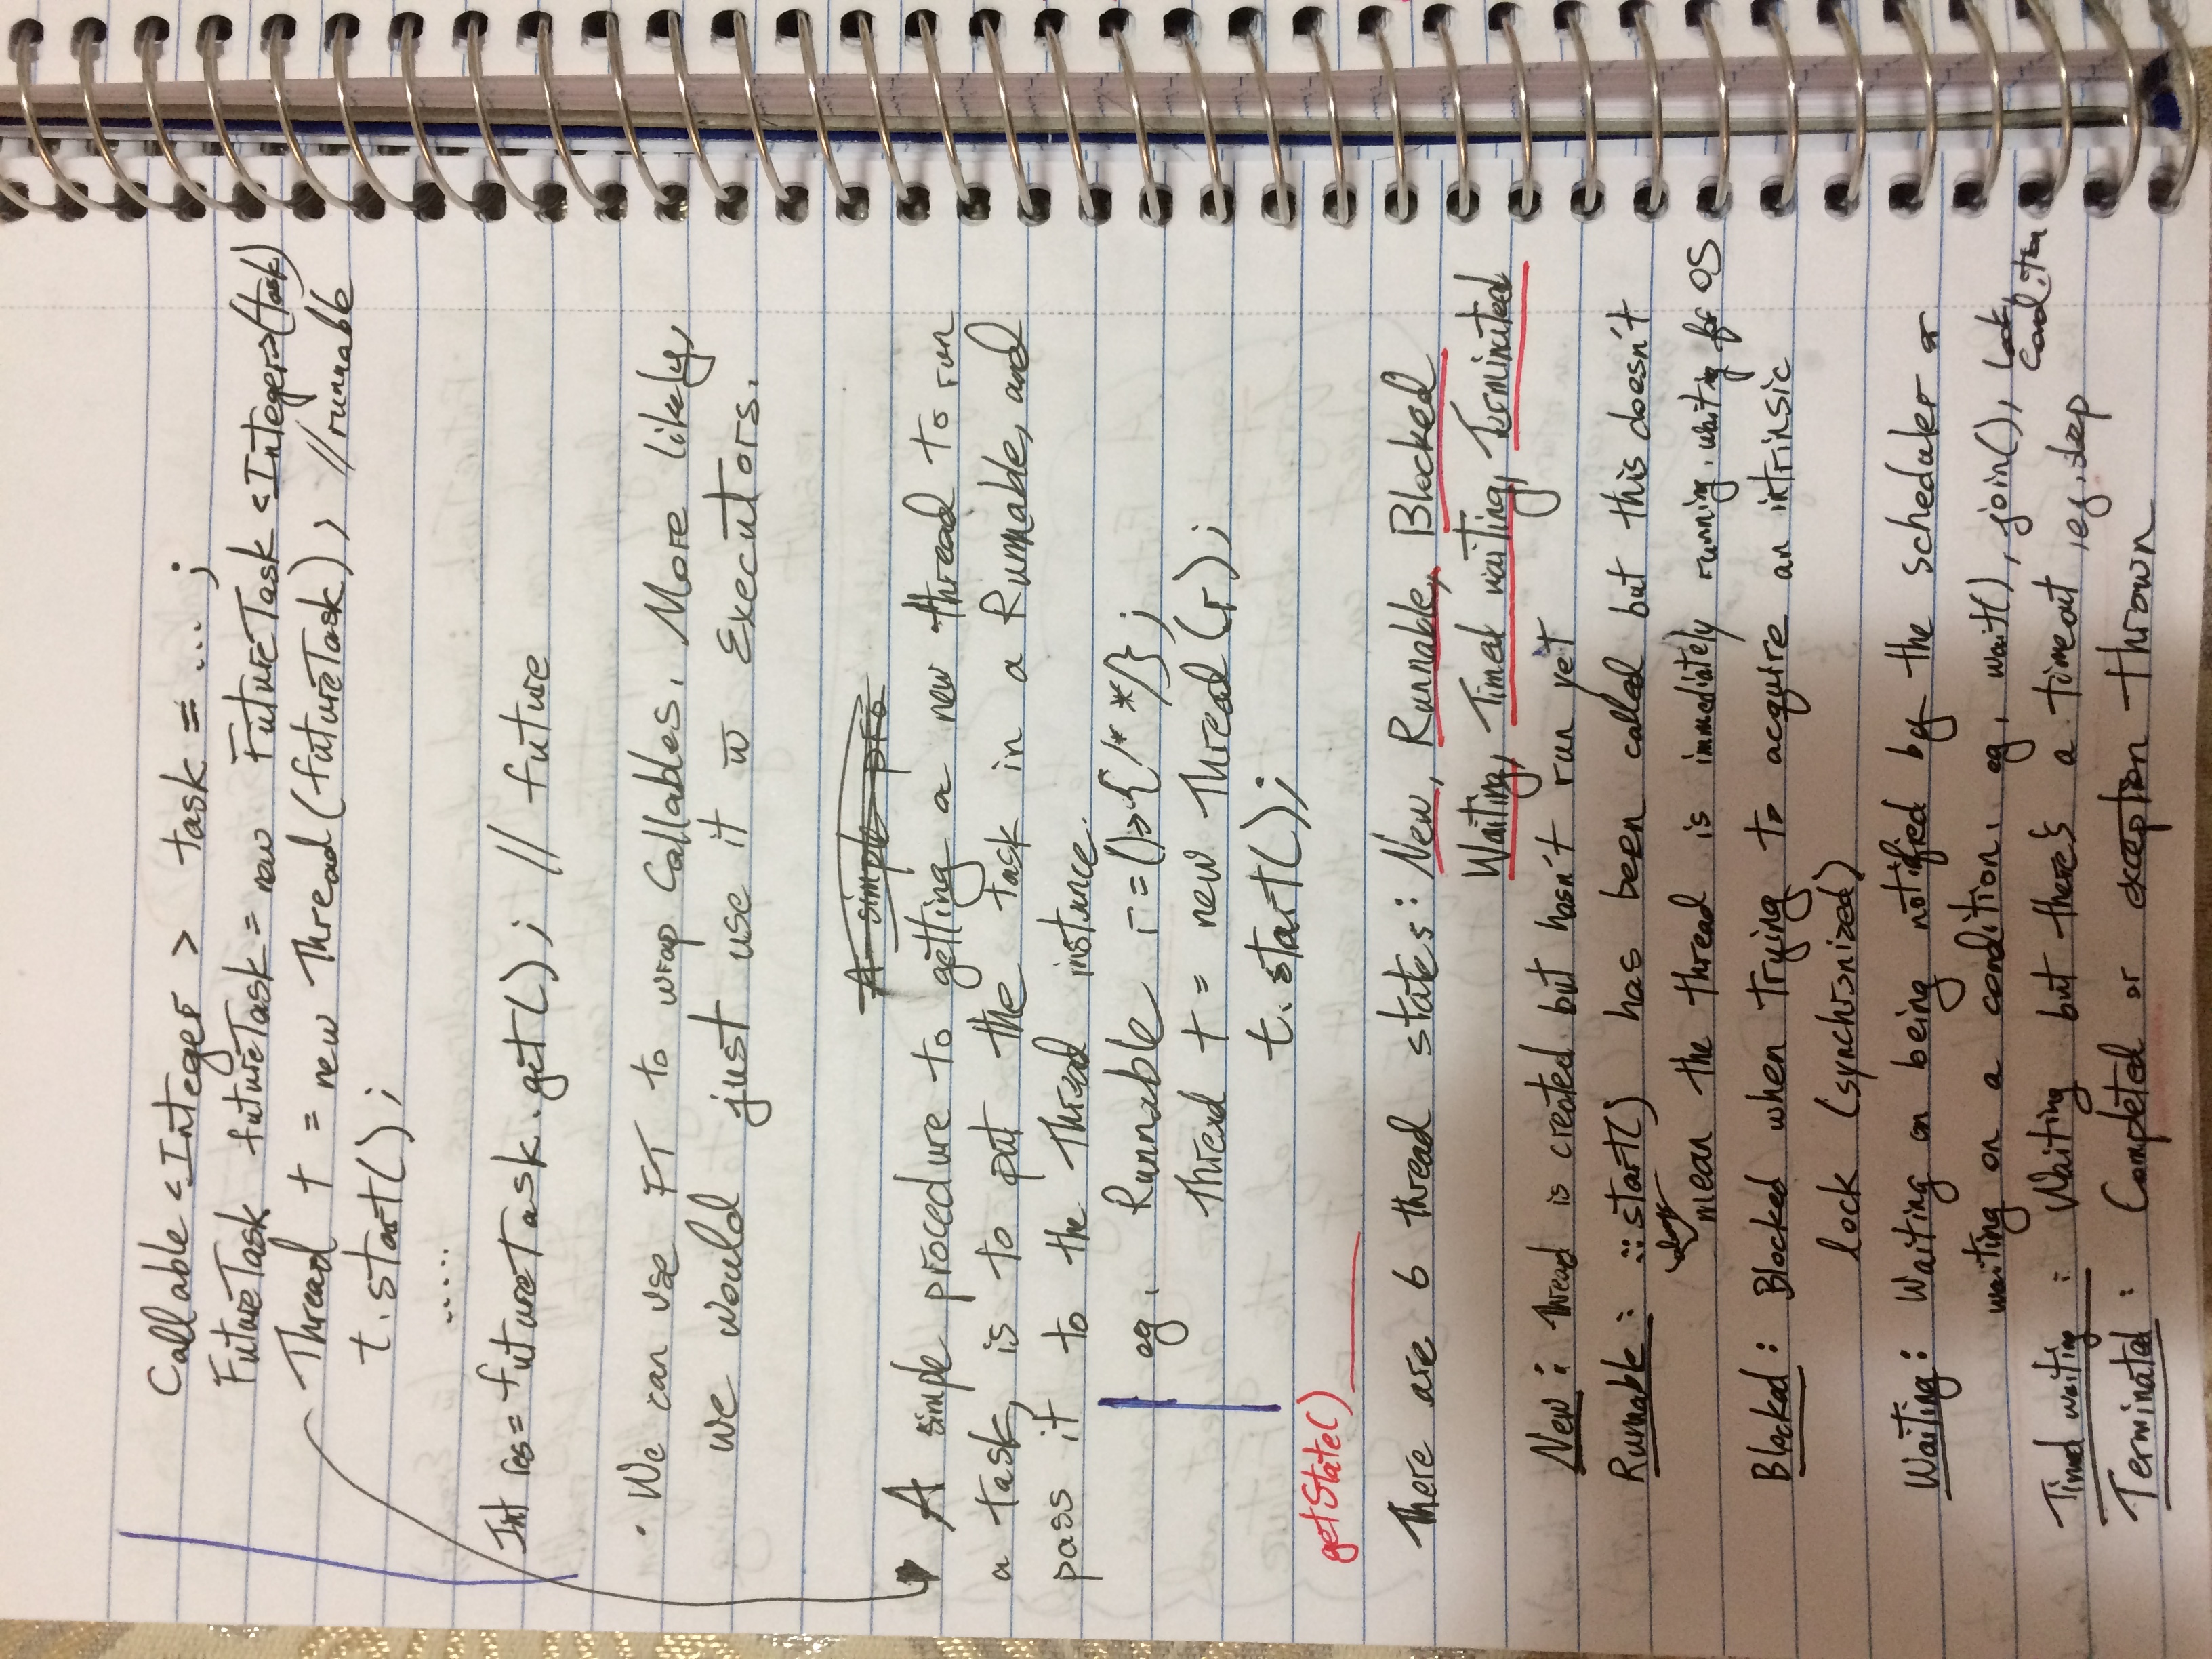 Callable <Integer> task = ... ;
FutureTask futureTask = new FutureTask <Integer>(task)
Thread t = new Thread(futureTask); //runnable
t.start();
.....
Int res = futureTask.get(); // future
• We can use FT to wrap Callables. More likely,
we would just use it w̄ Executors.
A simple pro
A simple procedure to getting a new thread to run
a task, is to put the task in a Runnable, and
pass it to the Thread instance.
eg. Runnable r = () => {/* */};
Thread t = new Thread(r);
t.start();
getState()
There are 6 thread states: New, Runnable, Blocked
Waiting, Timed waiting, Terminated
New: thread is created but hasn't run yet
Runnable: ::start() has been called but this doesn't
always
mean the thread is immediately running. waiting for OS
Blocked: Blocked when trying to acquire an intrinsic
lock (synchronized)
Waiting: Waiting on being notified by the scheduler or
waiting on a condition. eg. wait(), join(), Lock,
Condition
Timed waiting: Waiting but there's a timeout, eg. sleep
Terminated: Completed or exception thrown